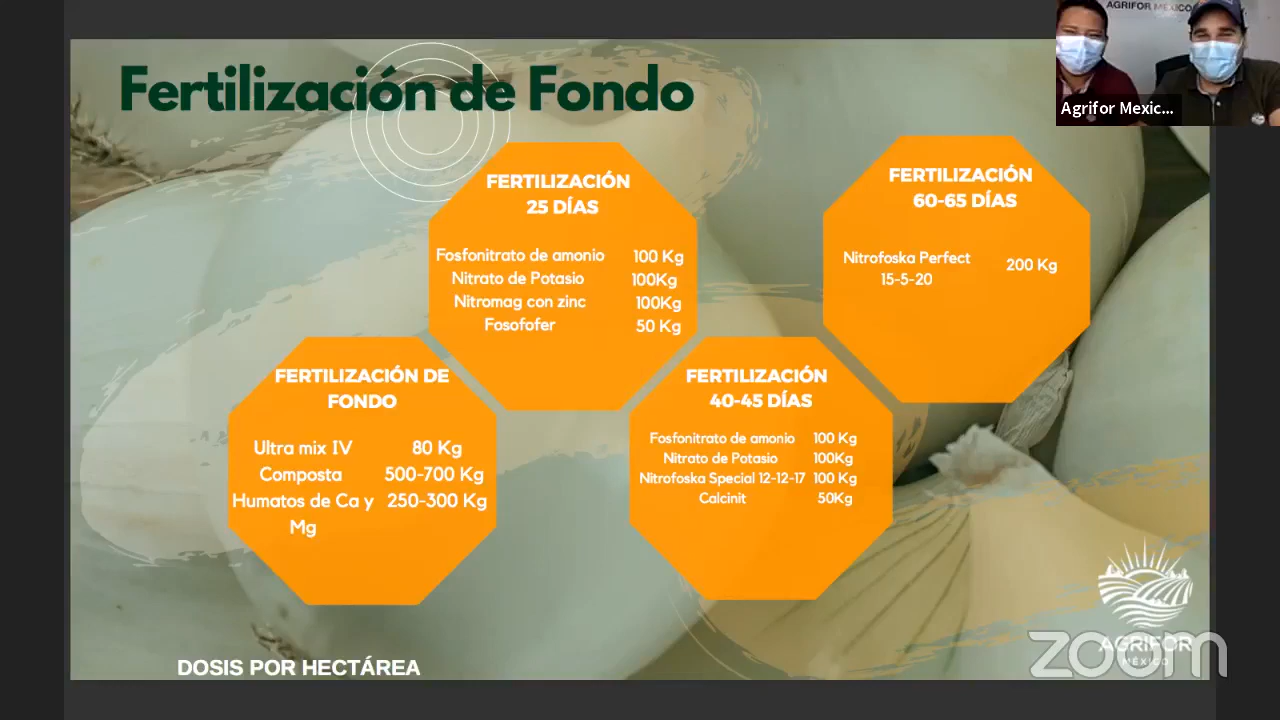 AGRIFOR MEXICO
Agrifor Mexic...
Fertilización de Fondo
FERTILIZACIÓN
25 DÍAS
Fosfonitrato de amonio 100 Kg
Nitrato de Potasio 100Kg
Nitromag con zinc 100Kg
Fosofofer 50 Kg
FERTILIZACIÓN
60-65 DÍAS
Nitrofoska Perfect 200 Kg
15-5-20
FERTILIZACIÓN DE
FONDO
Ultra mix IV 80 Kg
Composta 500-700 Kg
Humatos de Ca y 250-300 Kg
Mg
FERTILIZACIÓN
40-45 DÍAS
Fosfonitrato de amonio 100 Kg
Nitrato de Potasio 100Kg
Nitrofoska Special 12-12-17 100 Kg
Calcinit 50Kg
DOSIS POR HECTÁREA
AGRIFOR
MÉXICO
zoom